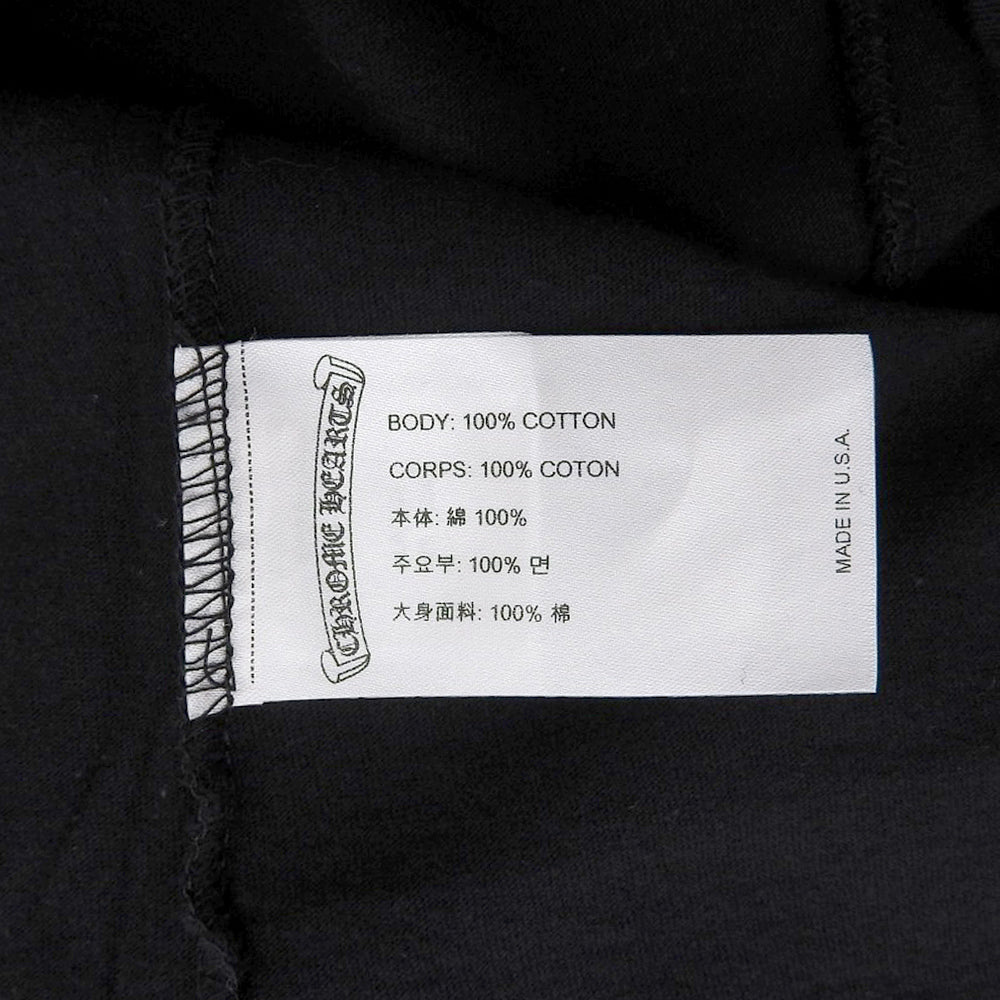 CHROME HEARTS
BODY: 100% COTTON
CORPS: 100% COTON
本体: 綿 100%
주요부: 100% 면
大身面料: 100% 棉
MADE IN U.S.A.